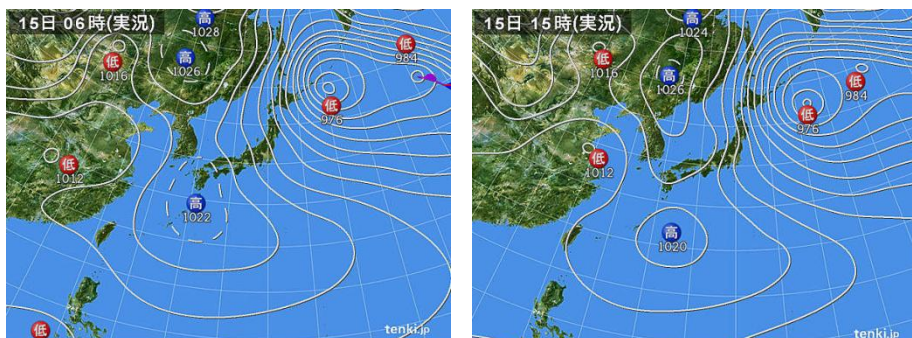 15日 06時(実況)
高
1028
低
984
低
1016
高
1026
低
976
低
1012
高
1022
低
tenki.jp
15日 15時(実況)
高
1024
低
1016
高
1026
低
984
低
976
低
1012
高
1020
tenki.jp